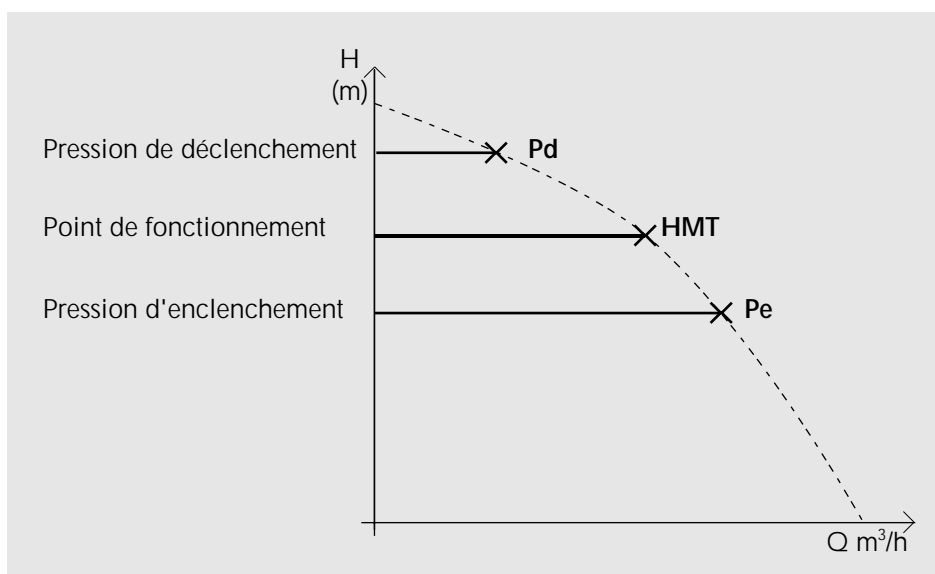 H
(m)
Pression de déclenchement
Pd
Point de fonctionnement
HMT
Pression d'enclenchement
Pe
Q m³/h